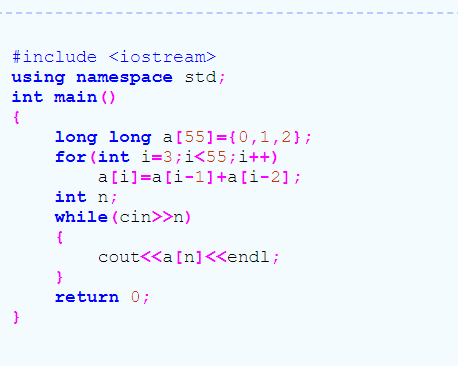 #include <iostream>
using namespace std;
int main()
{
    long long a[55]={0,1,2};
    for(int i=3;i<55;i++)
        a[i]=a[i-1]+a[i-2];
    int n;
    while(cin>>n)
    {
        cout<<a[n]<<endl;
    }
    return 0;
}